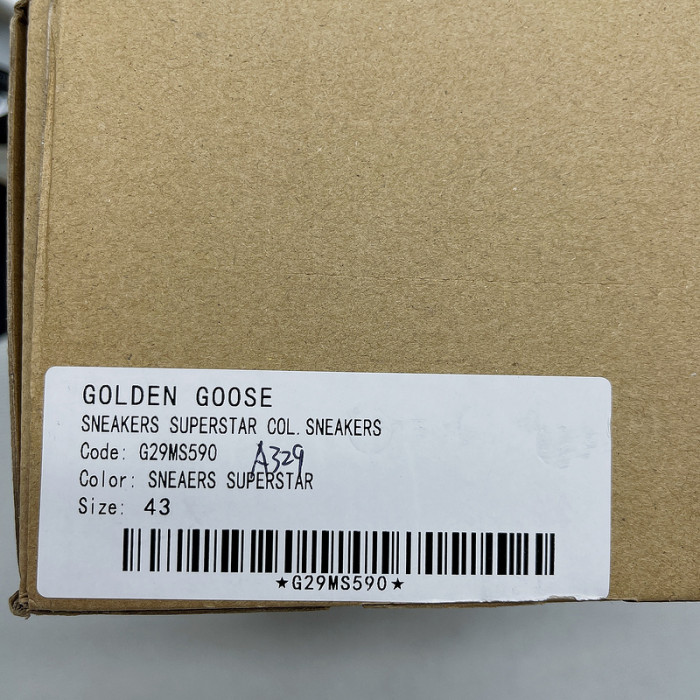 GOLDEN GOOSE
SNEAKERS SUPERSTAR COL.SNEAKERS
Code: G29MS590 A329
Color: SNEAERS SUPERSTAR
Size: 43
★G29MS590★